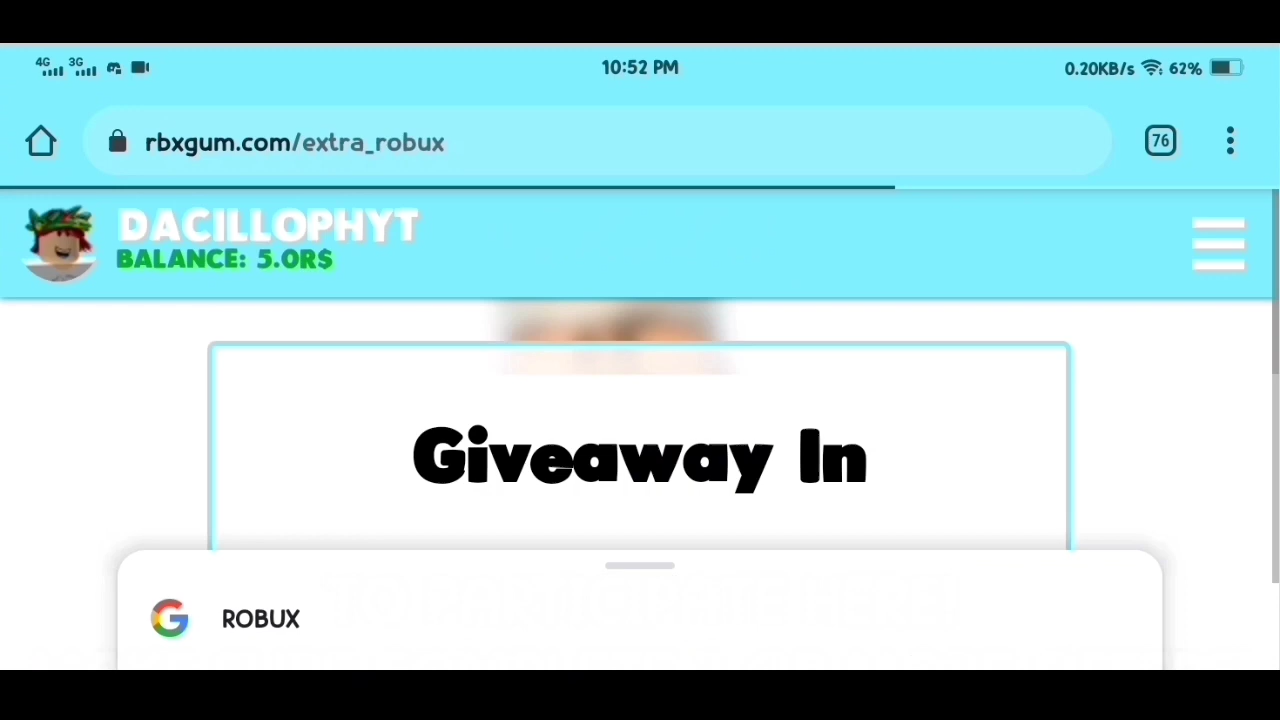 4G 3G 10:52 PM 0.20KB/s 62%
rbxgum.com/extra_robux 76
DACILLOPHYT
BALANCE: 5.0R$
Giveaway In
G ROBUX